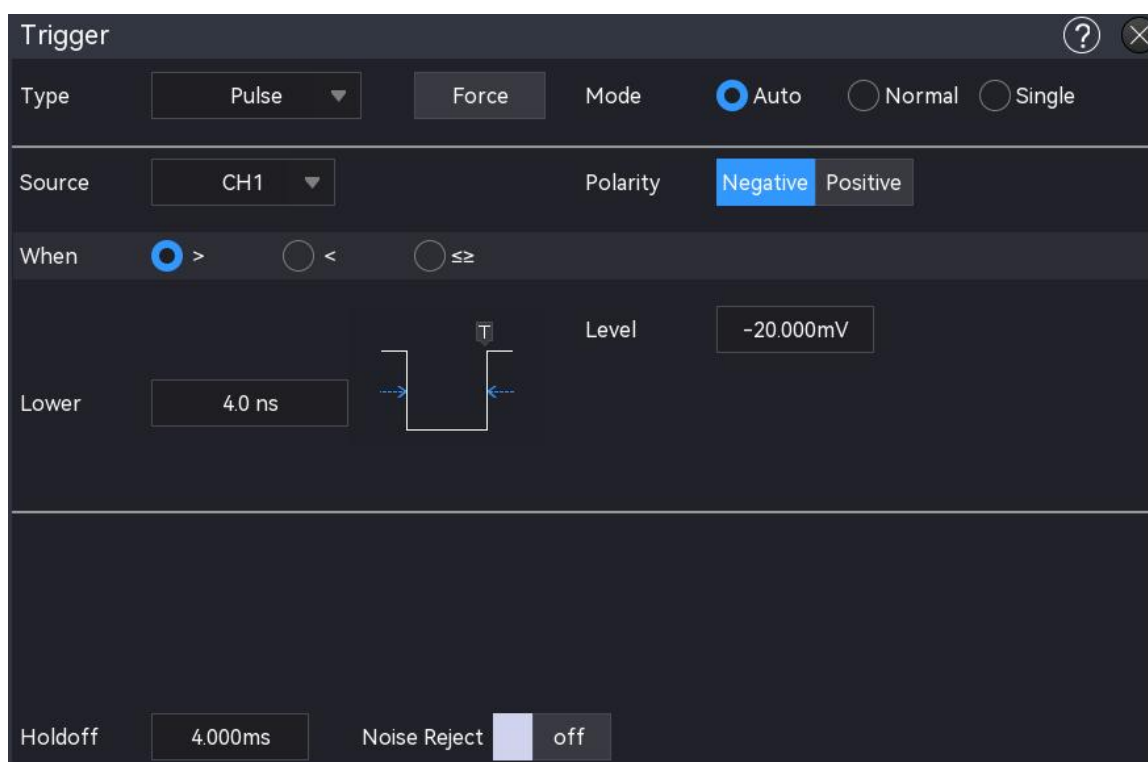 Trigger ?
Type Pulse Force Mode Auto Normal Single
Source CH1 Polarity Negative Positive
When > < ≤≥
T
Level -20.000mV
Lower 4.0 ns
Holdoff 4.000ms Noise Reject off